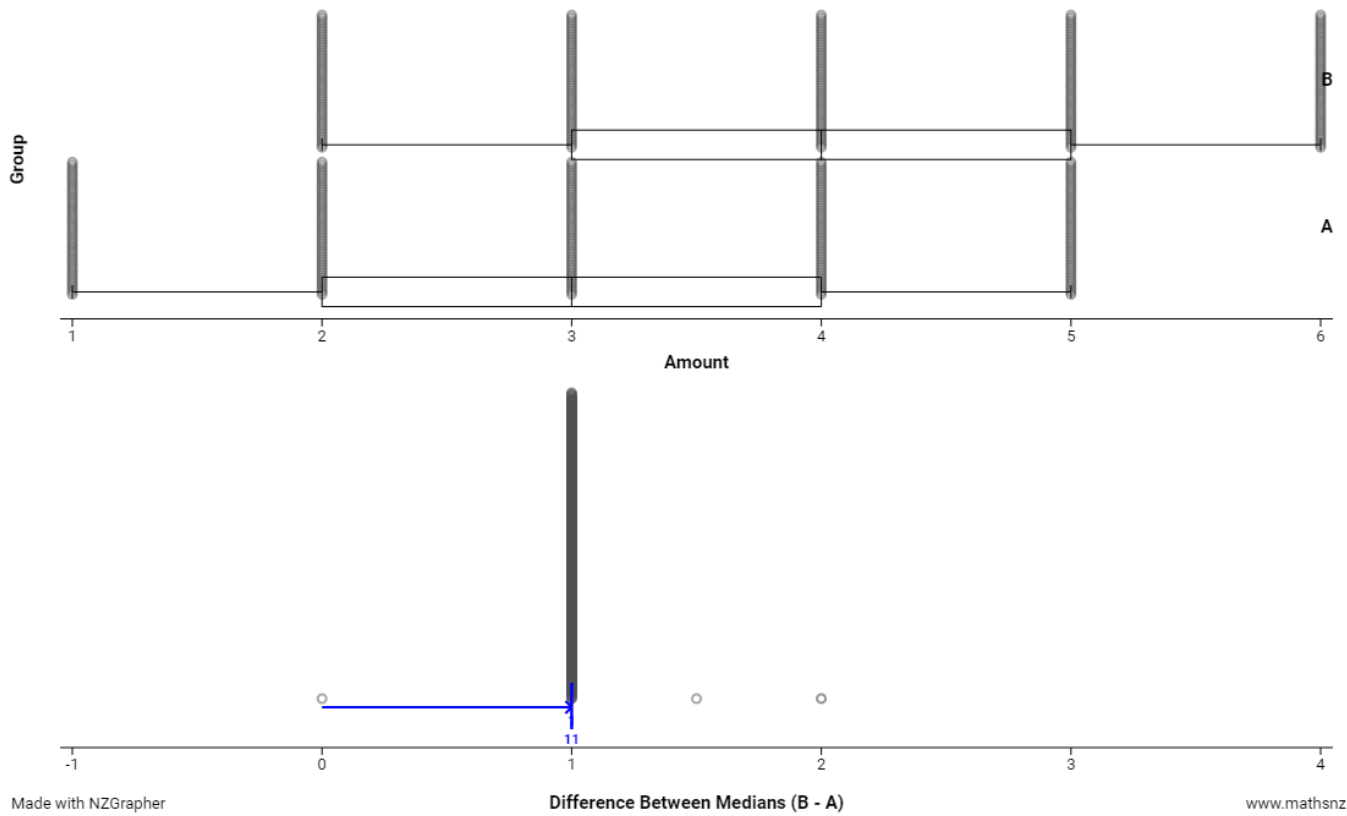 Group
B
A
1 2 3 4 5 6
Amount
11
-1 0 1 2 3 4
Made with NZGrapher
Difference Between Medians (B - A)
www.mathsnz